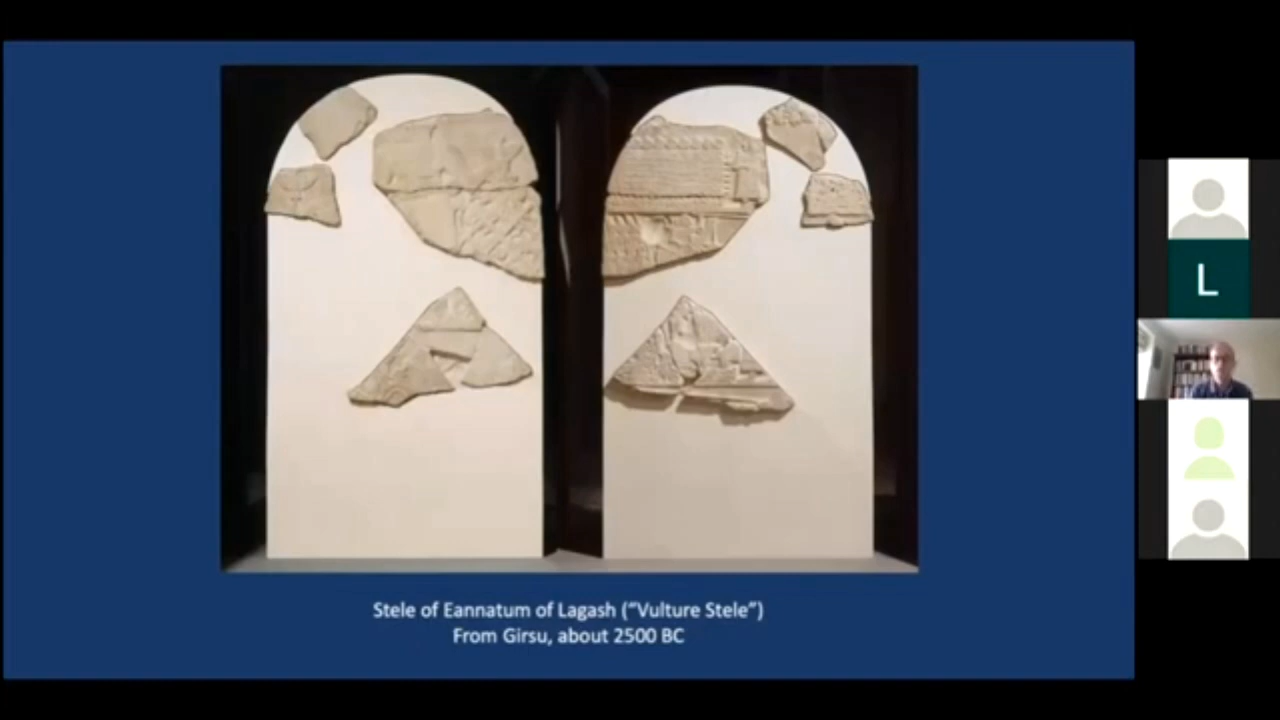 Stele of Eannatum of Lagash (“Vulture Stele”)
From Girsu, about 2500 BC
L